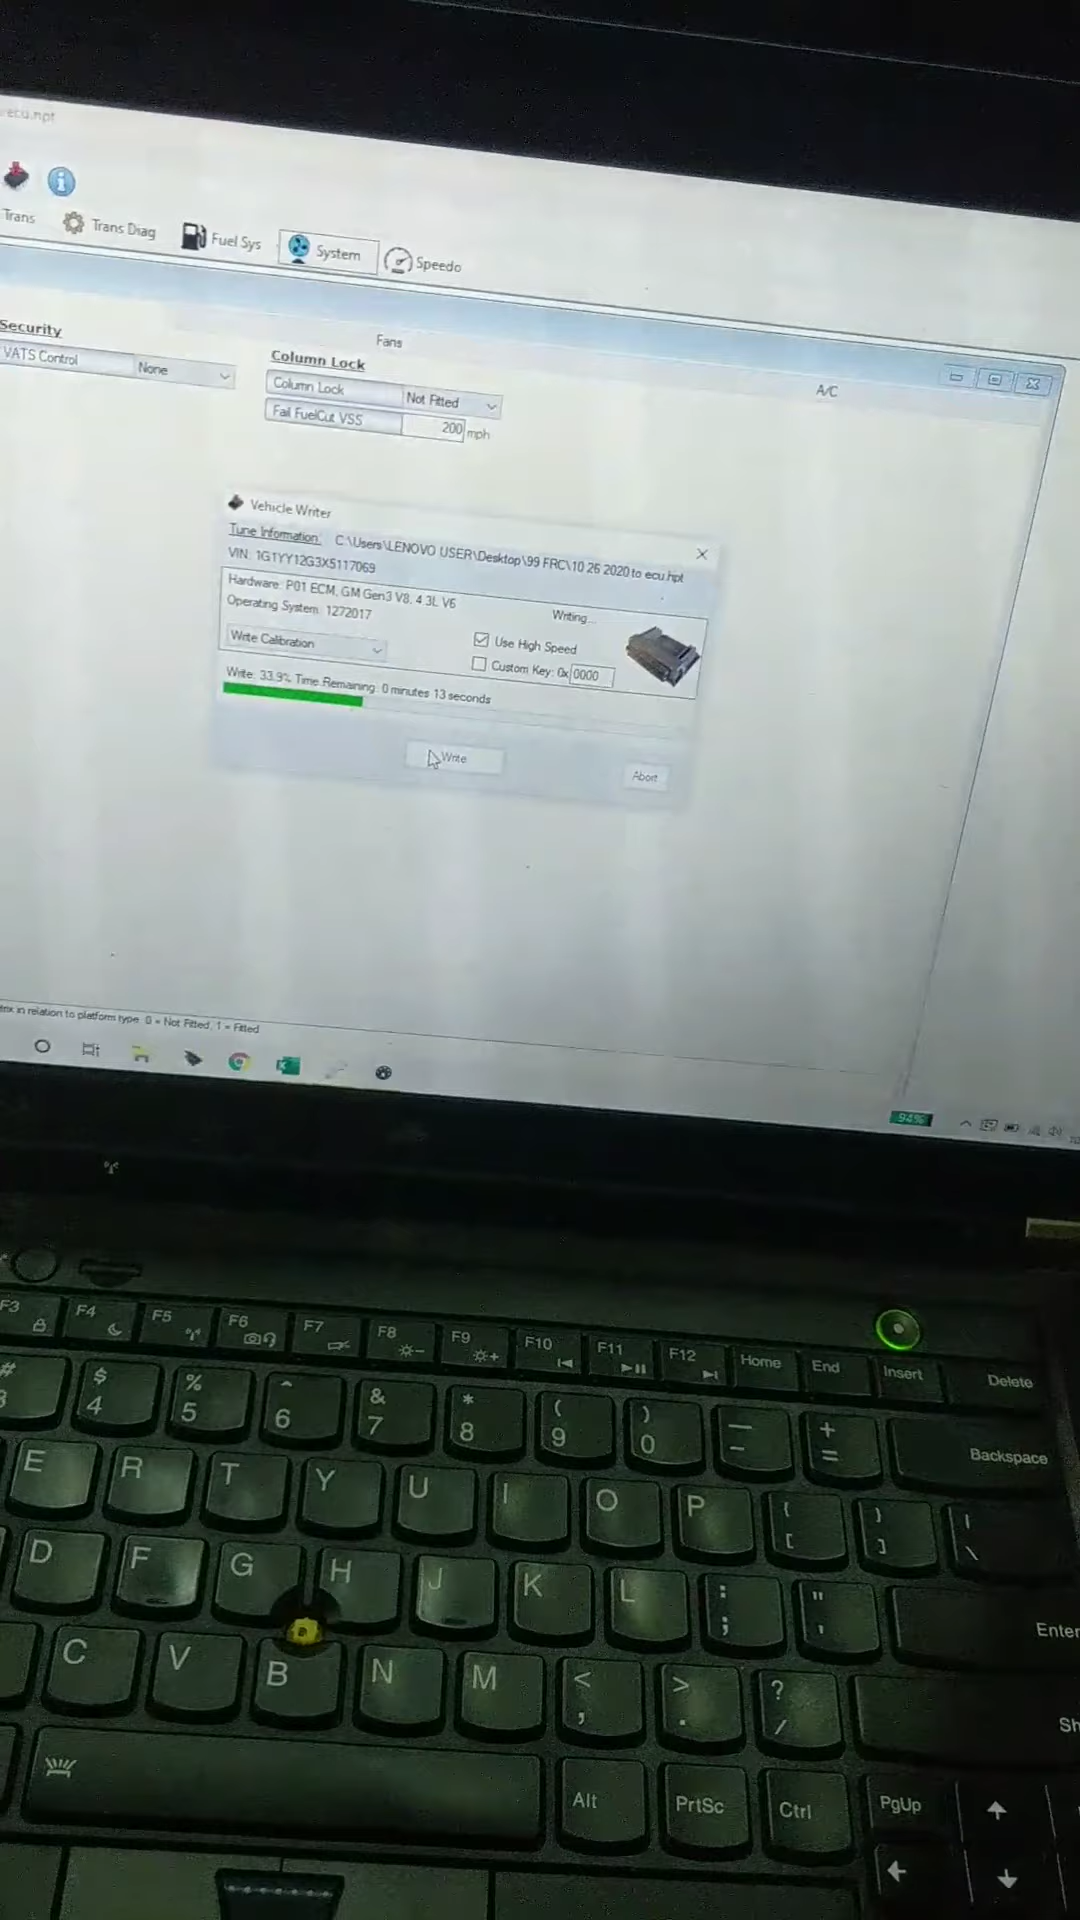 ecu.hpt
Trans
Trans Diag
Fuel Sys
System
Speedo
Fans
A/C
Security
VATS Control
None
Column Lock
Column Lock
Not Fitted
Fail FuelCut VSS
200 mph
Vehicle Writer
Tune Information: C:\Users\LENOVO USER\Desktop\99 FRC\10 26 2020 to ecu.hpt
VIN: 1G1YY12G3X5117069
Hardware: P01 ECM, GM Gen3 V8, 4.3L V6
Operating System: 1272017
Writing...
Write Calibration
Use High Speed
Custom Key: 0x 0000
Write: 33.9% Time Remaining: 0 minutes 13 seconds
Write
Abort
in relation to platform type. 0 = Not Fitted, 1 = Fitted
94%
F3 F4 F5 F6 F7 F8 F9 F10 F11 F12 Home End Insert Delete
# 3 $ 4 % 5 ^ 6 & 7 * 8 ( 9 ) 0 _ - + = Backspace
E R T Y U I O P { [ } ] | \
D F G H J K L : ; " ' Enter
C V B N M < , > . ? / Sh
Alt PrtSc Ctrl PgUp